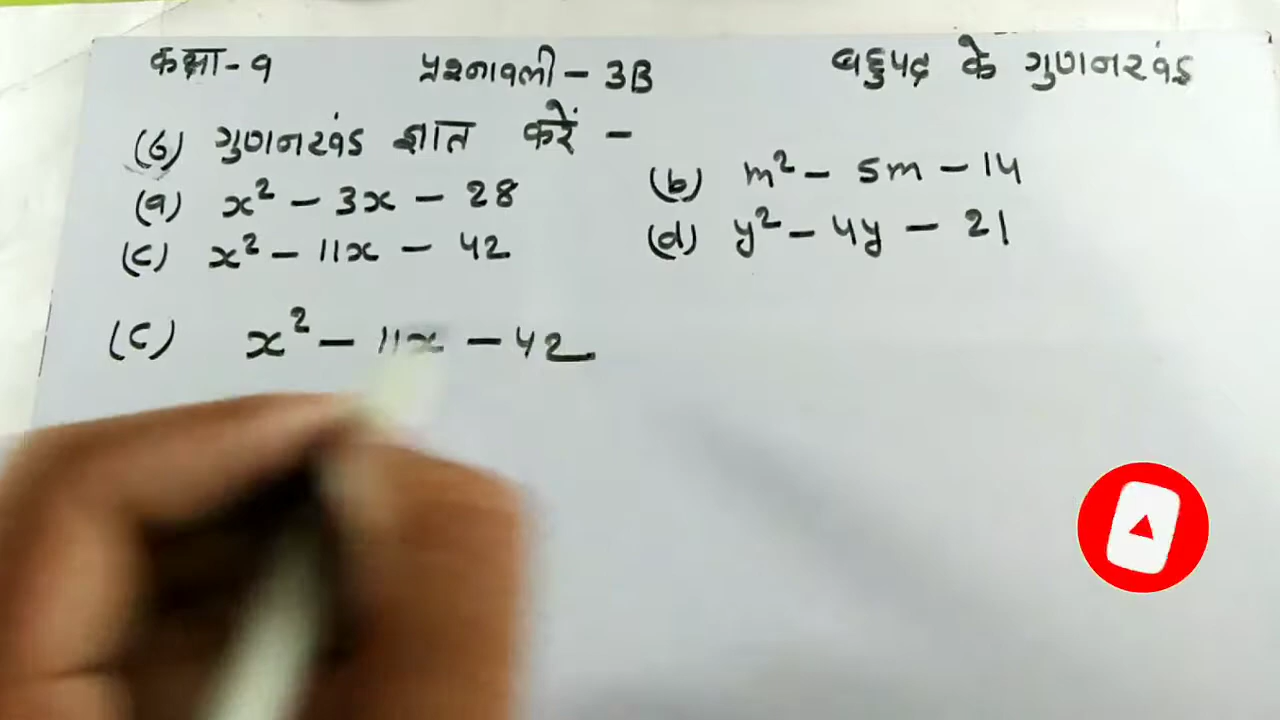 कक्षा - ९ प्रश्नावली - 3B बहुपद के गुणनखंड
(6) गुणनखंड ज्ञात करें -
(a) x² - 3x - 28 (b) m² - 5m - 14
(c) x² - 11x - 42 (d) y² - 4y - 21
(c) x² - 11x - 42